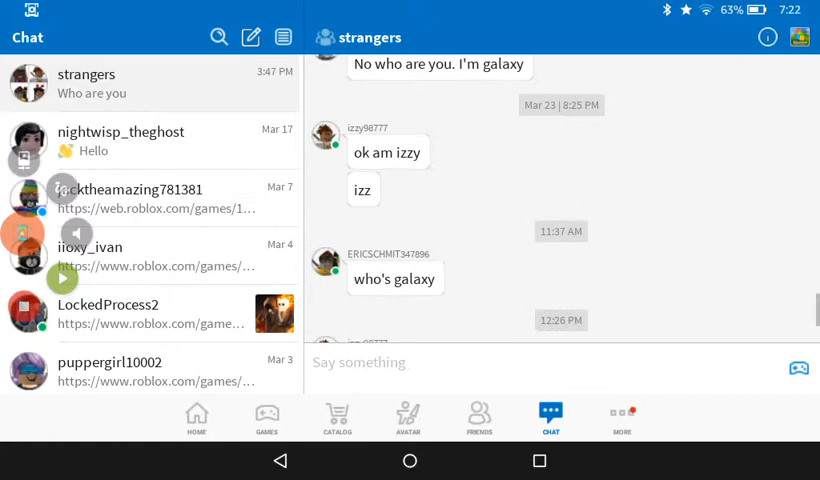 63% 7:22
Chat
strangers
strangers
3:47 PM
Who are you
nightwisp_theghost
Mar 17
👋 Hello
Mar 7
https://web.roblox.com/games/1...
iioxy_ivan
Mar 4
https://www.roblox.com/games/...
LockedProcess2
https://www.roblox.com/game...
puppergirl10002
Mar 3
https://www.roblox.com/games/...
No who are you. I'm galaxy
Mar 23 | 8:25 PM
izzy98777
ok am izzy
izz
11:37 AM
ERICSCHMIT347896
who's galaxy
12:26 PM
Say something
HOME
GAMES
CATALOG
AVATAR
FRIENDS
CHAT
MORE